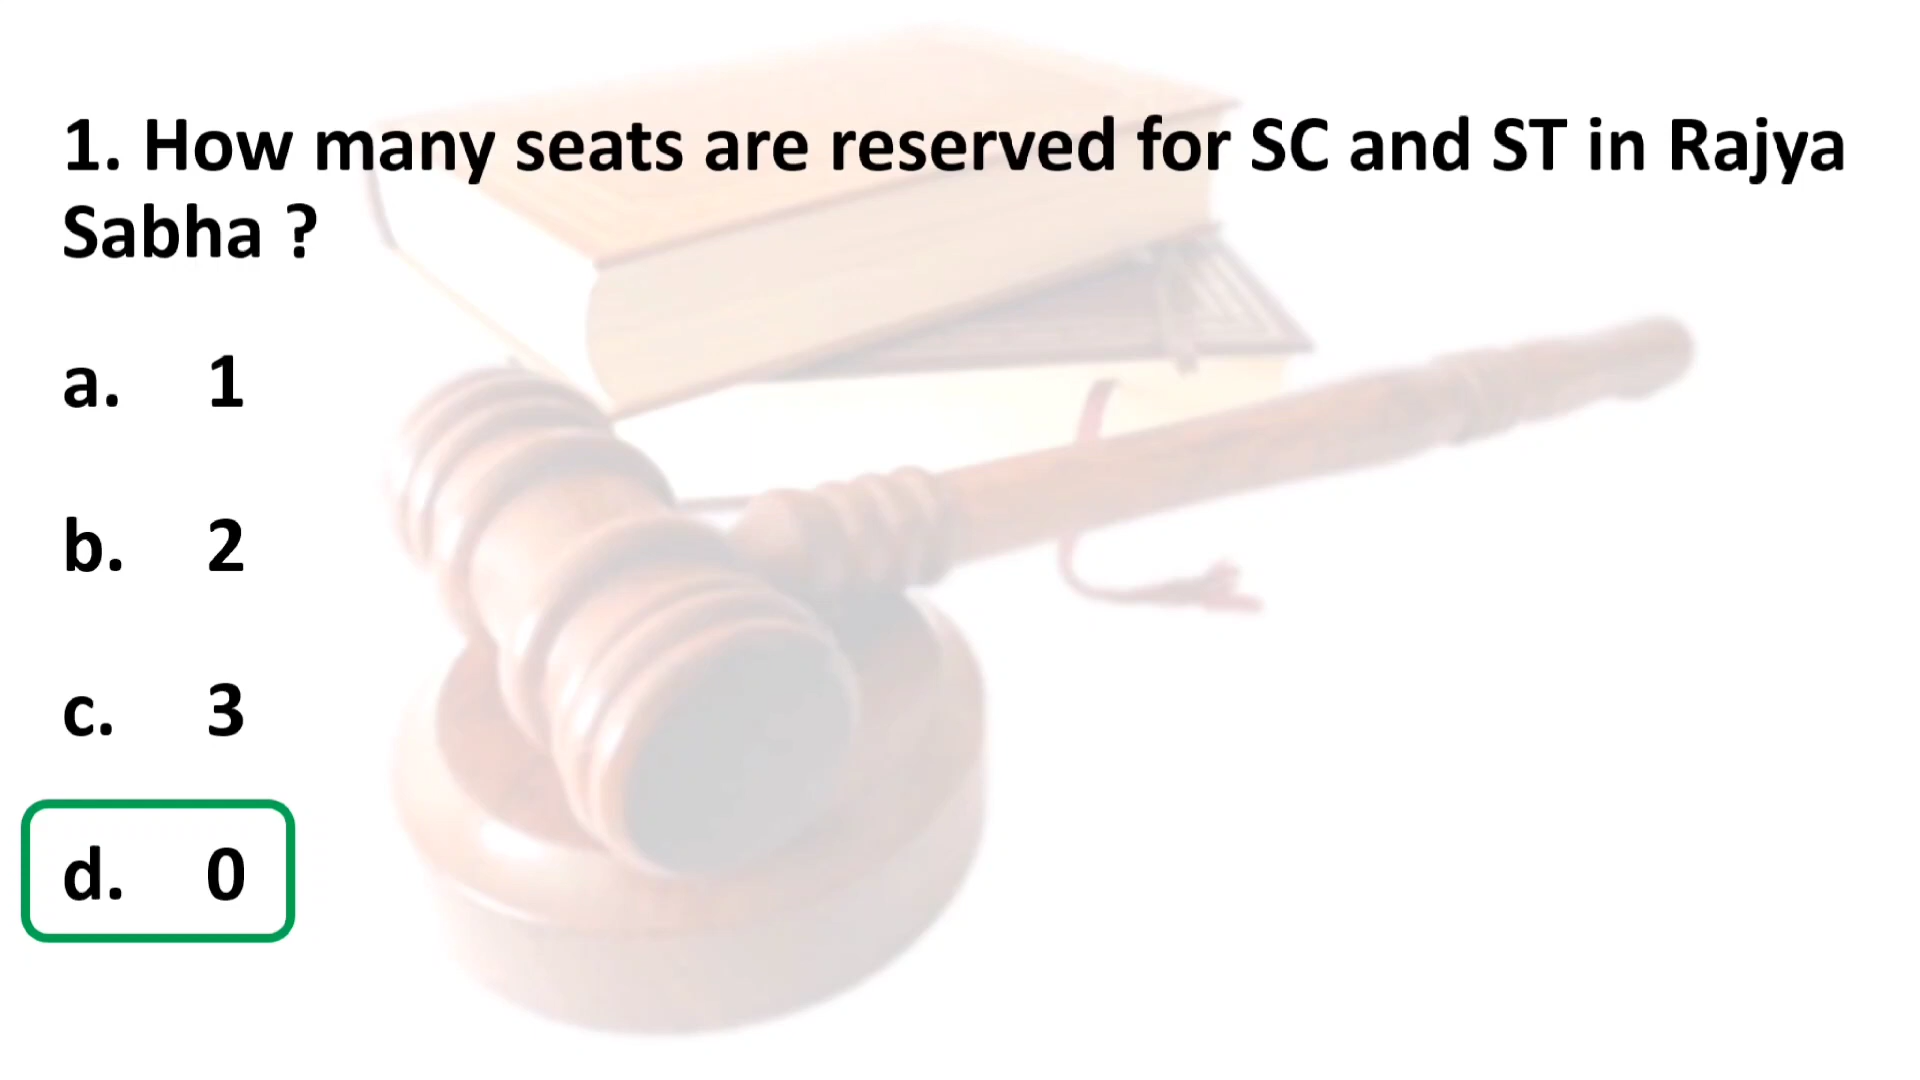 1. How many seats are reserved for SC and ST in Rajya
Sabha ?
a. 1
b. 2
c. 3
d. 0